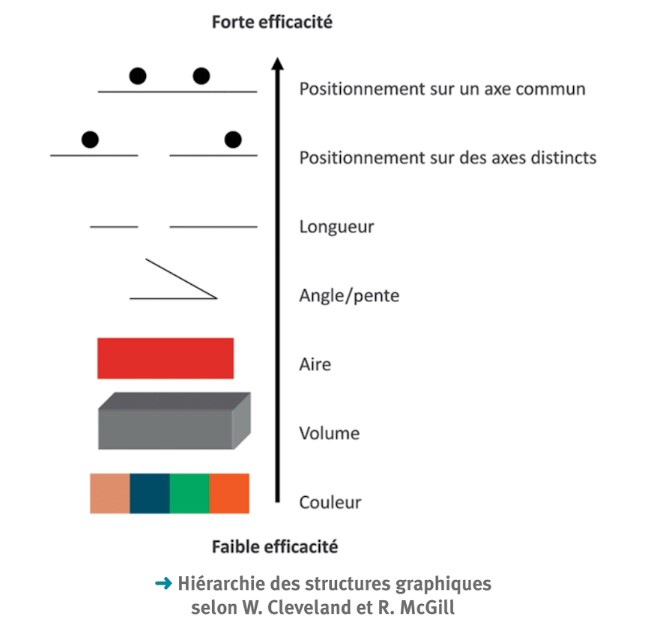 Forte efficacité
Positionnement sur un axe commun
Positionnement sur des axes distincts
Longueur
Angle/pente
Aire
Volume
Couleur
Faible efficacité
➜ Hiérarchie des structures graphiques
selon W. Cleveland et R. McGill